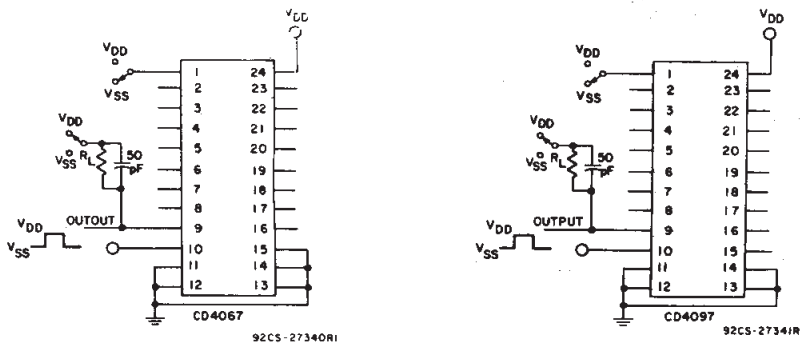 VDD
VDD
VSS
1 24
2 23
3 22
VDD
4 21
VSS
RL
50
pF
5 20
6 19
7 18
8 17
OUTOUT
9 16
VDD
VSS
10 15
11 14
12 13
CD4067
92CS-27340R1
VDD
VDD
VSS
1 24
2 23
3 22
VDD
4 21
VSS
RL
50
pF
5 20
6 19
7 18
8 17
OUTPUT
9 16
VDD
VSS
10 15
11 14
12 13
CD4097
92CS-27341R